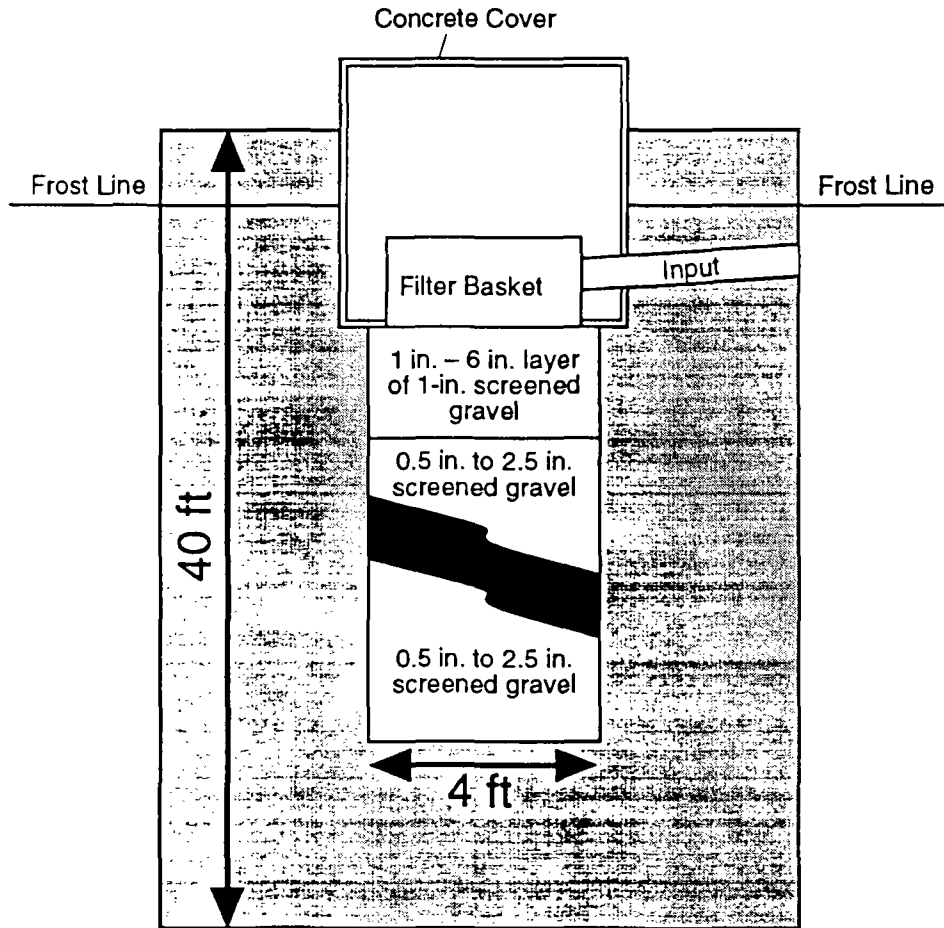 Concrete Cover
Frost Line
Frost Line
Input
Filter Basket
1 in. – 6 in. layer
of 1-in. screened
gravel
0.5 in. to 2.5 in.
screened gravel
40 ft
0.5 in. to 2.5 in.
screened gravel
4 ft